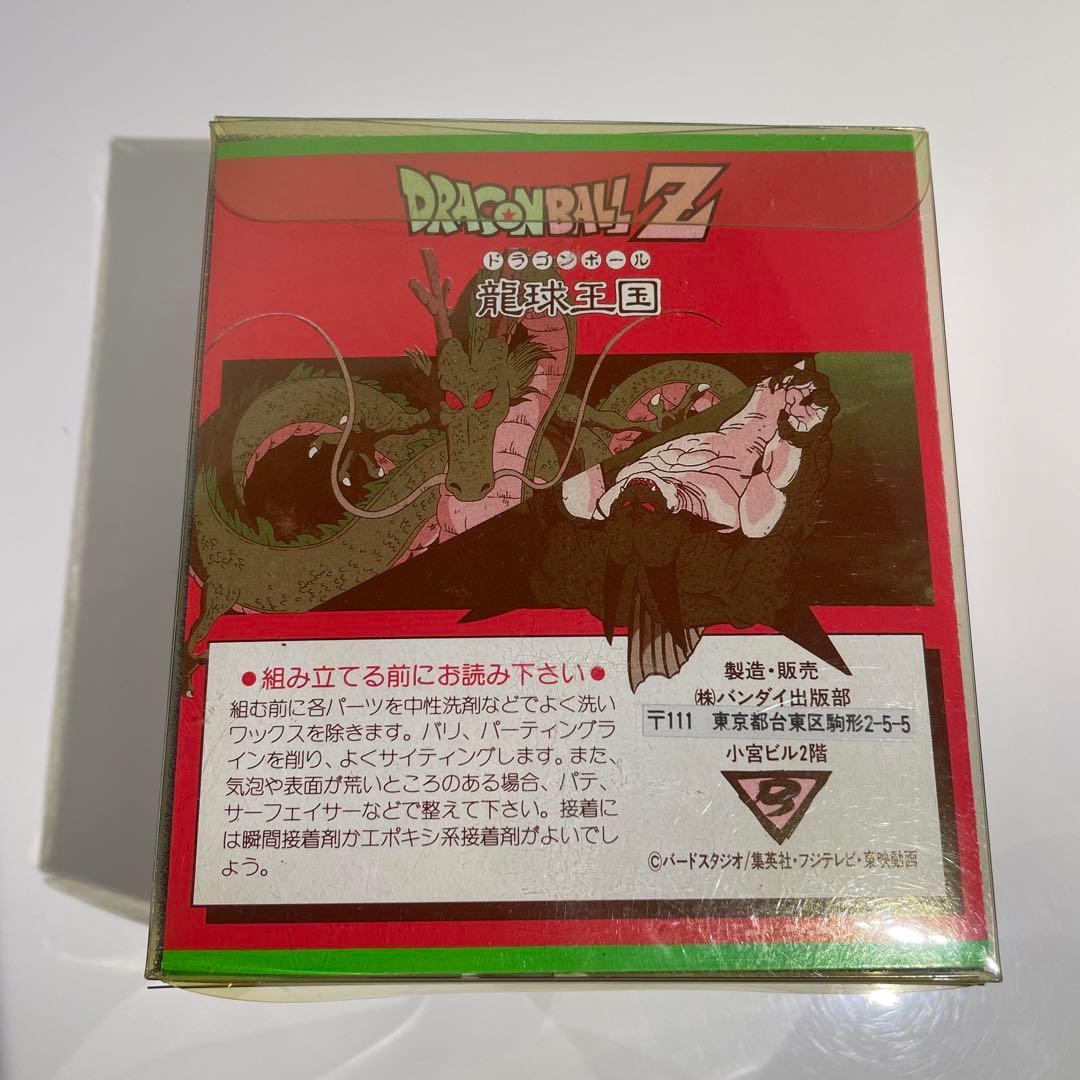 DRAGONBALL Z
ドラゴンボール
龍球王国
●組み立てる前にお読み下さい●
組む前に各パーツを中性洗剤などでよく洗い
ワックスを除きます。バリ、パーティングラ
インを削り、よくサイティングします。また、
気泡や表面が荒いところのある場合、パテ、
サーフェイサーなどで整えて下さい。接着に
は瞬間接着剤かエポキシ系接着剤がよいでし
ょう。
製造・販売
㈱バンダイ出版部
〒111 東京都台東区駒形2-5-5
小宮ビル2階
©バードスタジオ/集英社・フジテレビ・東映動画